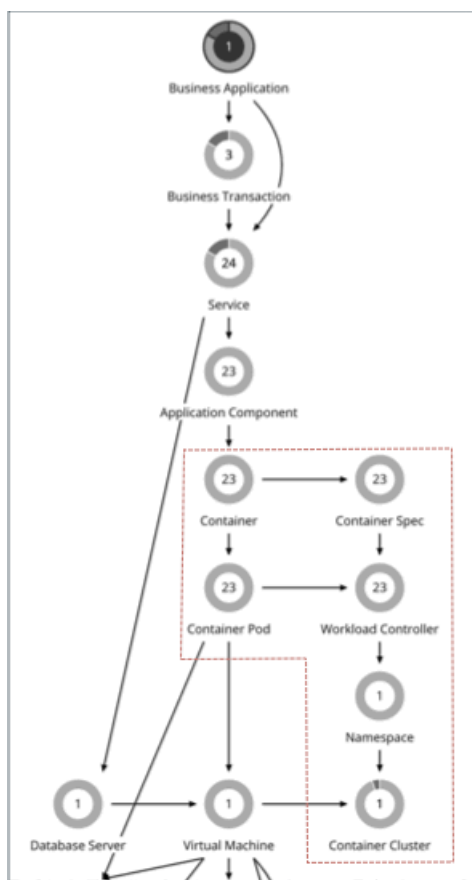 1
Business Application
3
Business Transaction
24
Service
23
Application Component
23 23
Container Container Spec
23 23
Container Pod Workload Controller
1
Namespace
1 1 1
Database Server Virtual Machine Container Cluster